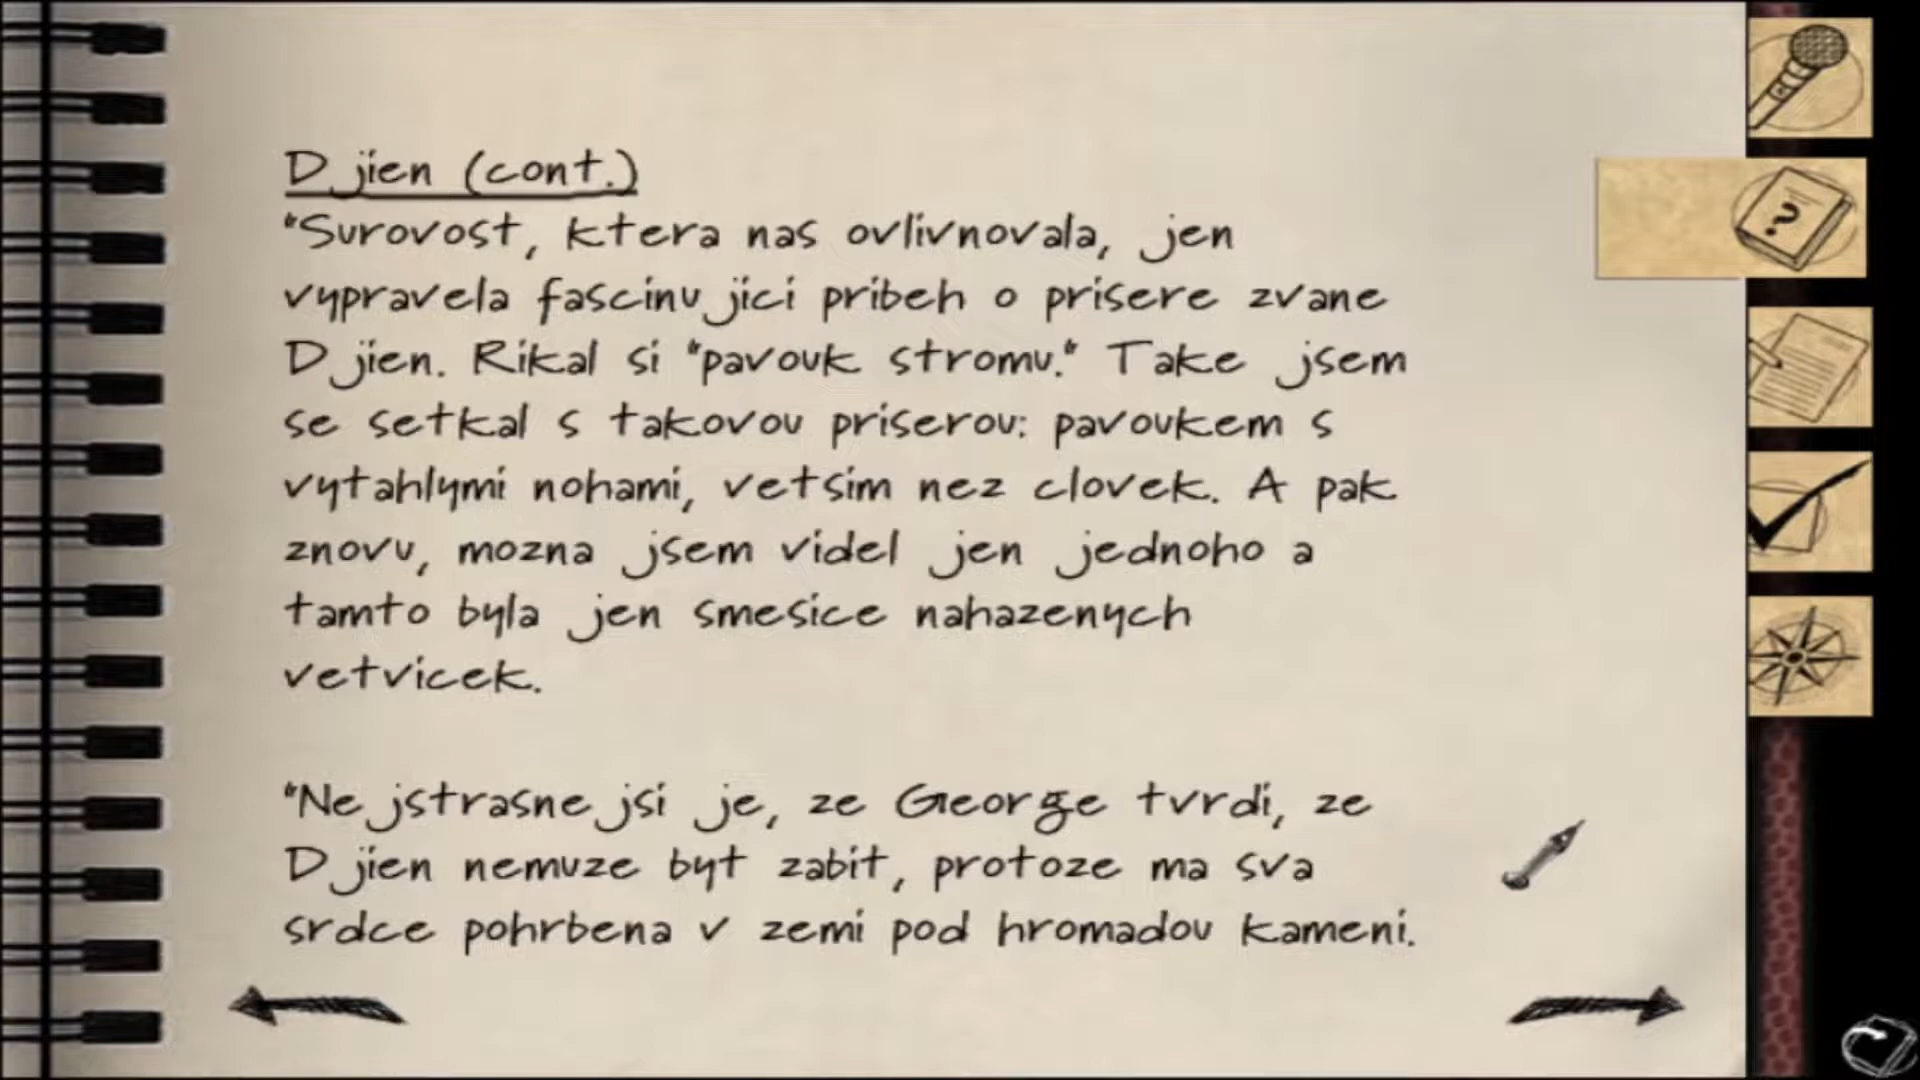 Djien (cont.)
"Surovost, ktera nas ovlivnovala, jen
vypravela fascinujici pribeh o prisere zvane
Djien. Rikal si "pavouk stromu." Take jsem
se setkal s takovou priserou: pavoukem s
vytahlymi nohami, vetsim nez clovek. A pak
znovu, mozna jsem videl jen jednoho a
tamto byla jen smesice nahazenych
vetvicek.
"Nejstrasnejsi je, ze George tvrdi, ze
Djien nemuze byt zabit, protoze ma sva
srdce pohrbena v zemi pod hromadou kameni.
?